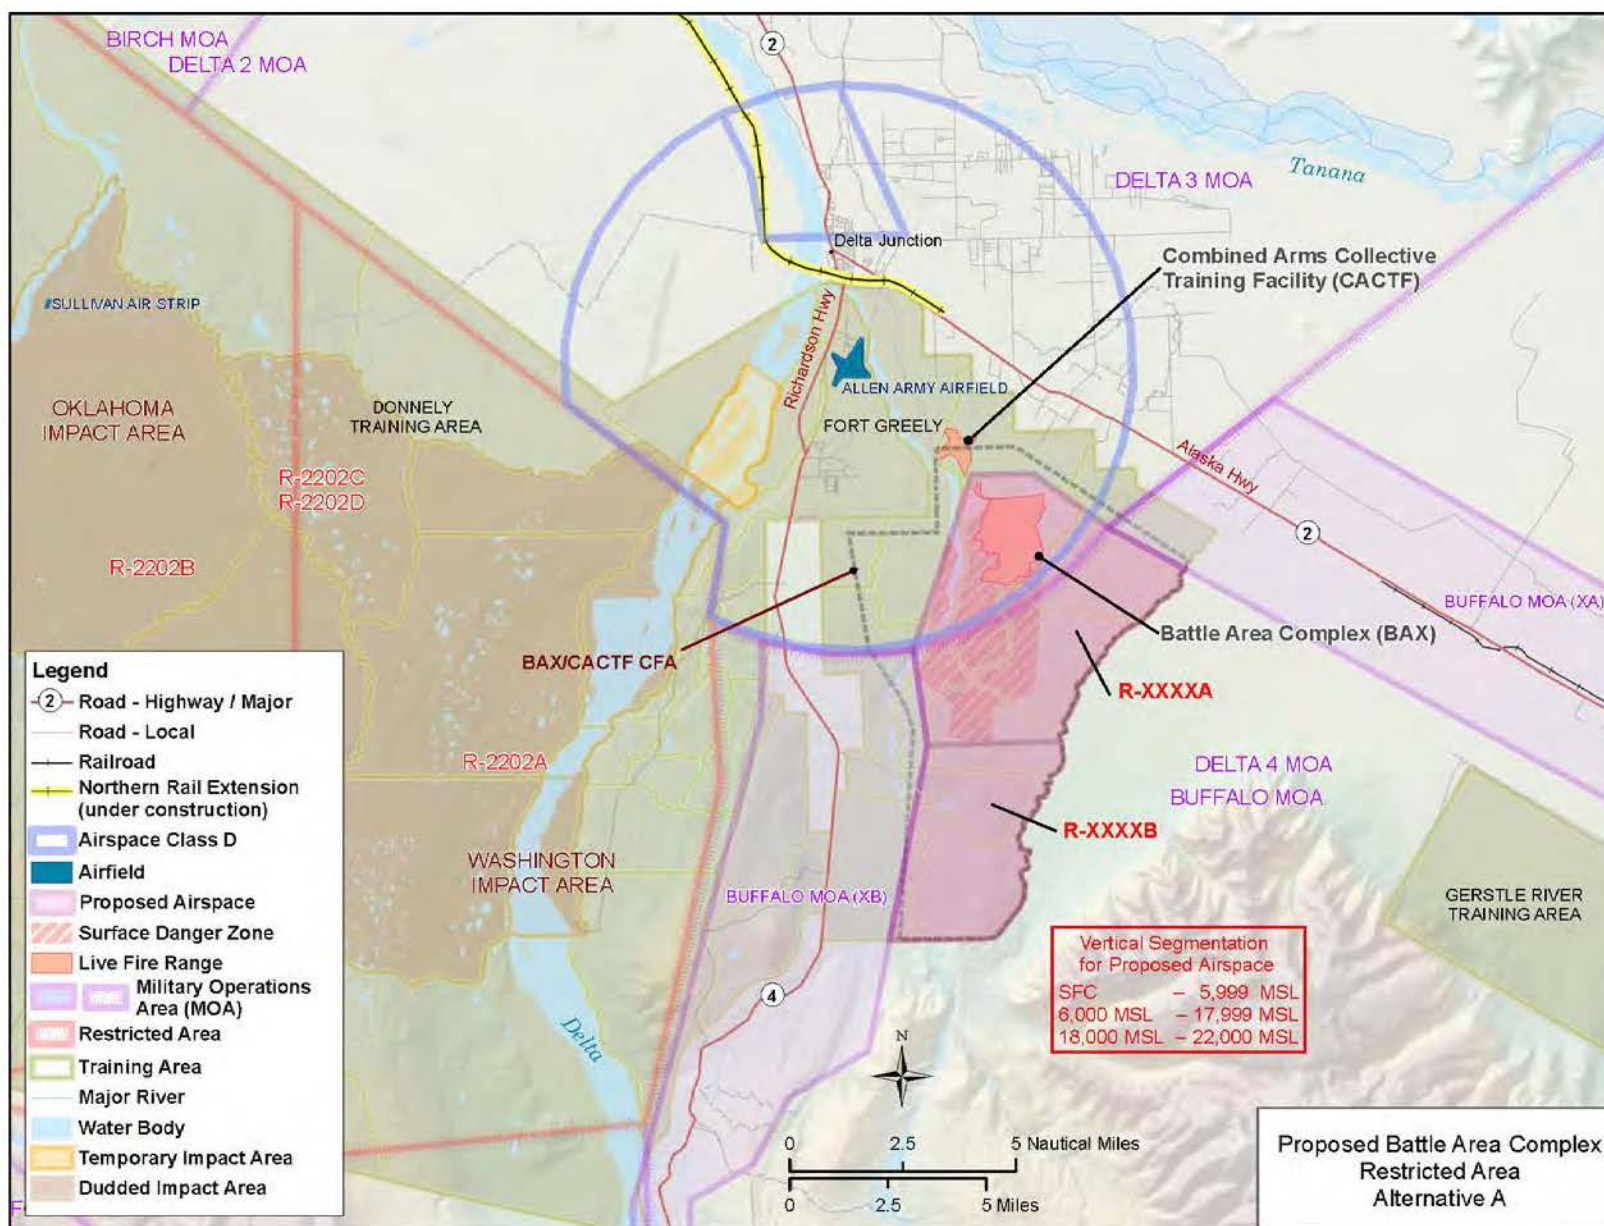 BIRCH MOA
DELTA 2 MOA
2
DELTA 3 MOA
Tanana
Delta Junction
Combined Arms Collective
Training Facility (CACTF)
SULLIVAN AIR STRIP
Richardson Hwy
ALLEN ARMY AIRFIELD
OKLAHOMA
IMPACT AREA
DONNELY
TRAINING AREA
FORT GREELY
Alaska Hwy
R-2202C
R-2202D
2
R-2202B
BUFFALO MOA (XA)
Battle Area Complex (BAX)
BAX/CACTF CFA
R-XXXXA
R-2202A
DELTA 4 MOA
BUFFALO MOA
R-XXXXB
WASHINGTON
IMPACT AREA
BUFFALO MOA (XB)
GERSTLE RIVER
TRAINING AREA
Vertical Segmentation
for Proposed Airspace
SFC – 5,999 MSL
6,000 MSL – 17,999 MSL
18,000 MSL – 22,000 MSL
4
Delta
Legend
2 Road - Highway / Major
Road - Local
Railroad
Northern Rail Extension
(under construction)
Airspace Class D
Airfield
Proposed Airspace
Surface Danger Zone
Live Fire Range
Military Operations
Area (MOA)
Restricted Area
Training Area
Major River
Water Body
Temporary Impact Area
Dudded Impact Area
N
0 2.5 5 Nautical Miles
0 2.5 5 Miles
Proposed Battle Area Complex
Restricted Area
Alternative A